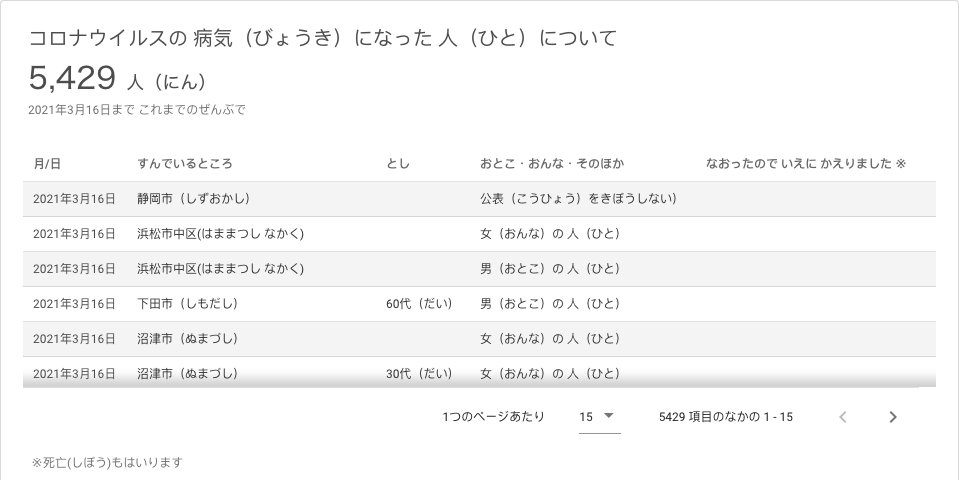 コロナウイルスの 病気（びょうき）になった 人（ひと）について
5,429 人（にん）
2021年3月16日まで これまでのぜんぶで
月/日 すんでいるところ とし おとこ・おんな・そのほか なおったので いえに かえりました ※
2021年3月16日 静岡市（しずおかし） 公表（こうひょう）をきぼうしない）
2021年3月16日 浜松市中区(はままつし なかく) 女（おんな）の 人（ひと）
2021年3月16日 浜松市中区(はままつし なかく) 男（おとこ）の 人（ひと）
2021年3月16日 下田市（しもだし） 60代（だい） 男（おとこ）の 人（ひと）
2021年3月16日 沼津市（ぬまづし） 女（おんな）の 人（ひと）
2021年3月16日 沼津市（ぬまづし） 30代（だい） 女（おんな）の 人（ひと）
1つのページあたり 15 5429 項目のなかの 1 - 15
※死亡(しぼう)もはいります